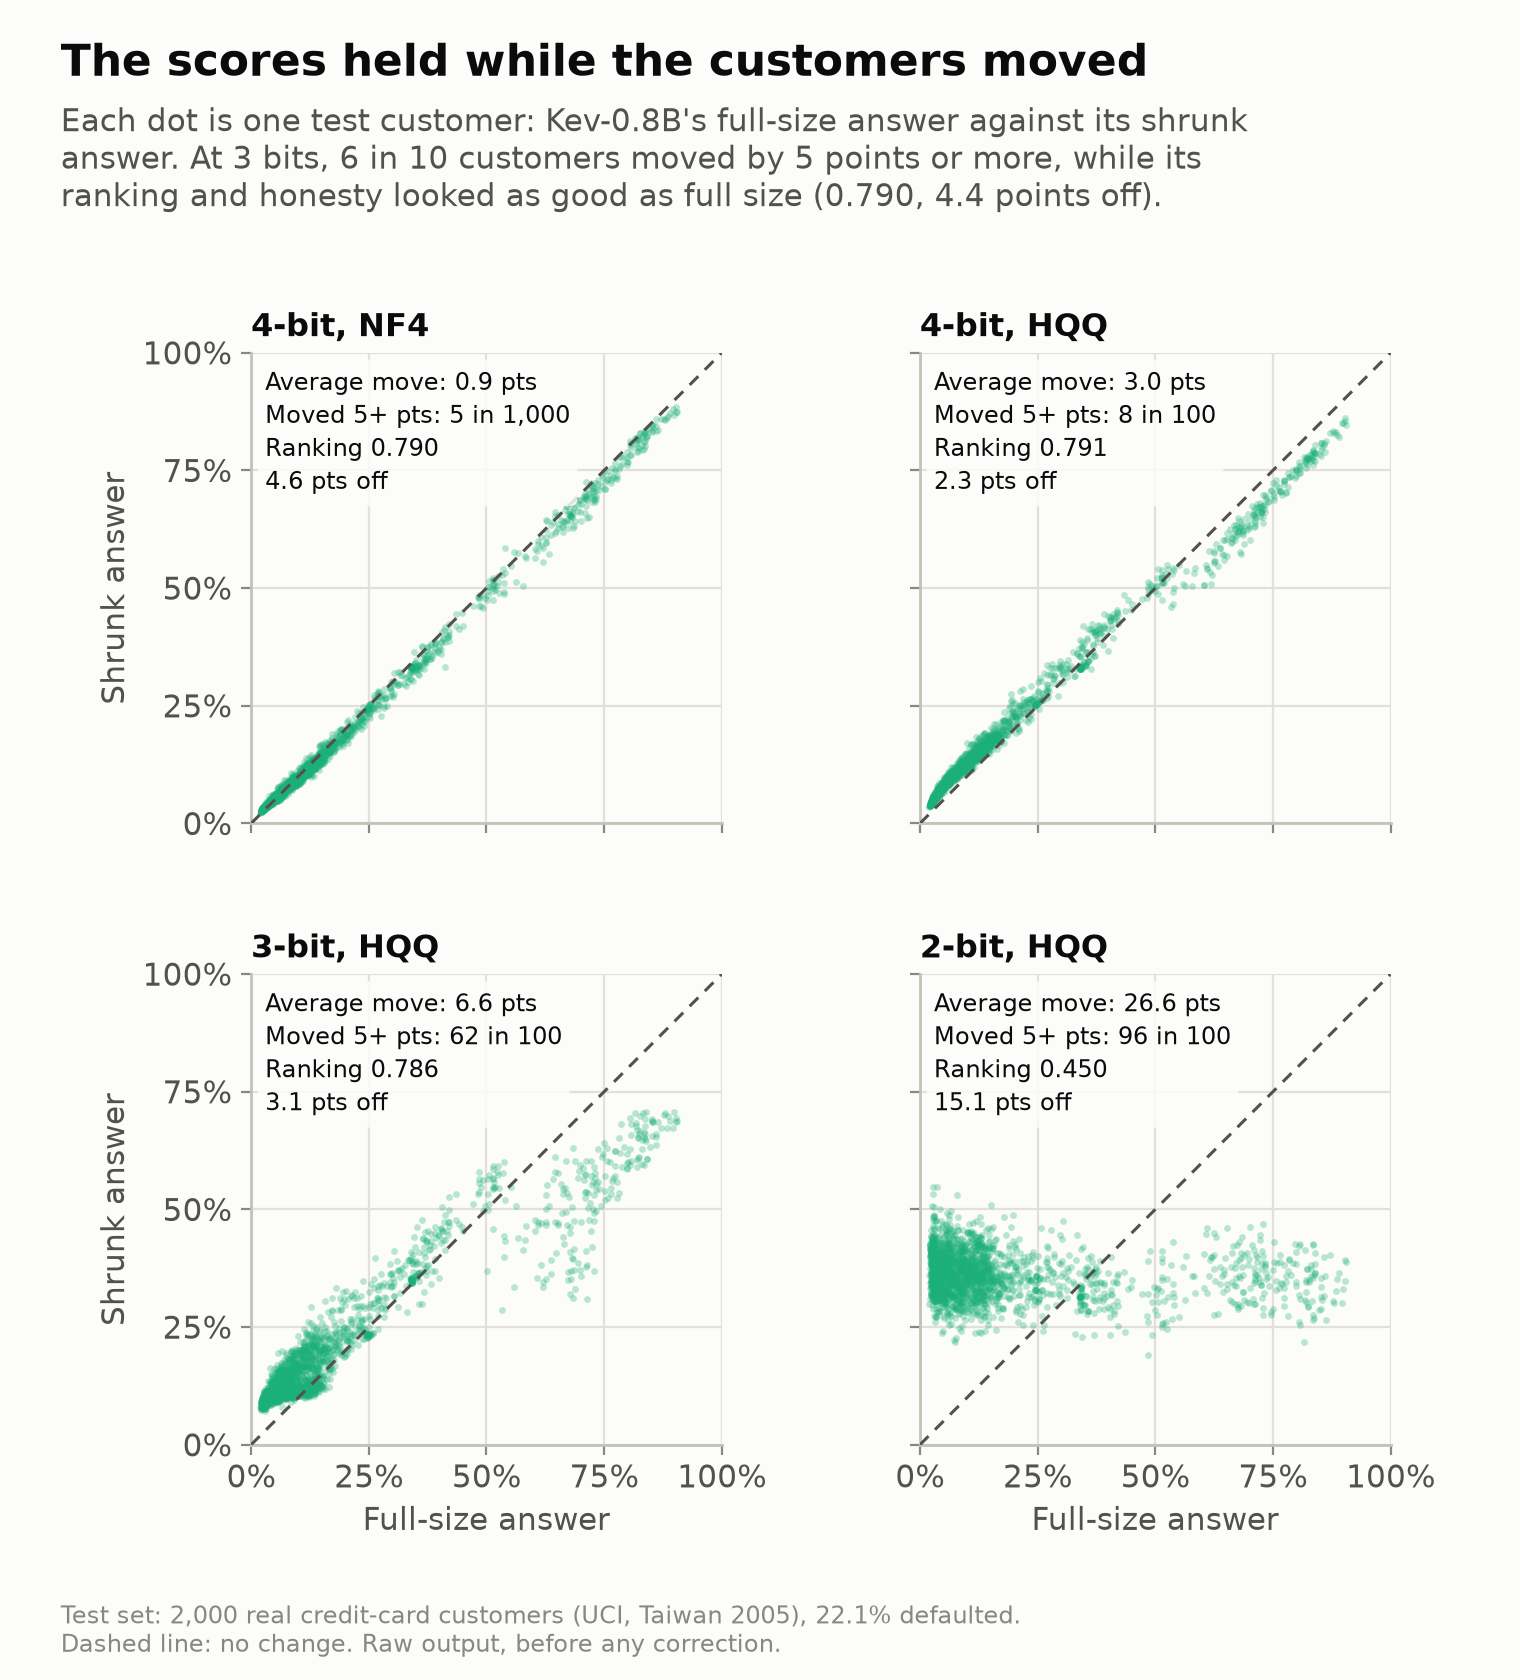 The scores held while the customers moved
Each dot is one test customer: Kev-0.8B's full-size answer against its shrunk
answer. At 3 bits, 6 in 10 customers moved by 5 points or more, while its
ranking and honesty looked as good as full size (0.790, 4.4 points off).
4-bit, NF4
100%
75%
50%
25%
0%
Shrunk answer
Average move: 0.9 pts
Moved 5+ pts: 5 in 1,000
Ranking 0.790
4.6 pts off
4-bit, HQQ
Average move: 3.0 pts
Moved 5+ pts: 8 in 100
Ranking 0.791
2.3 pts off
3-bit, HQQ
100%
75%
50%
25%
0%
Shrunk answer
Average move: 6.6 pts
Moved 5+ pts: 62 in 100
Ranking 0.786
3.1 pts off
0% 25% 50% 75% 100%
Full-size answer
2-bit, HQQ
Average move: 26.6 pts
Moved 5+ pts: 96 in 100
Ranking 0.450
15.1 pts off
0% 25% 50% 75% 100%
Full-size answer
Test set: 2,000 real credit-card customers (UCI, Taiwan 2005), 22.1% defaulted.
Dashed line: no change. Raw output, before any correction.